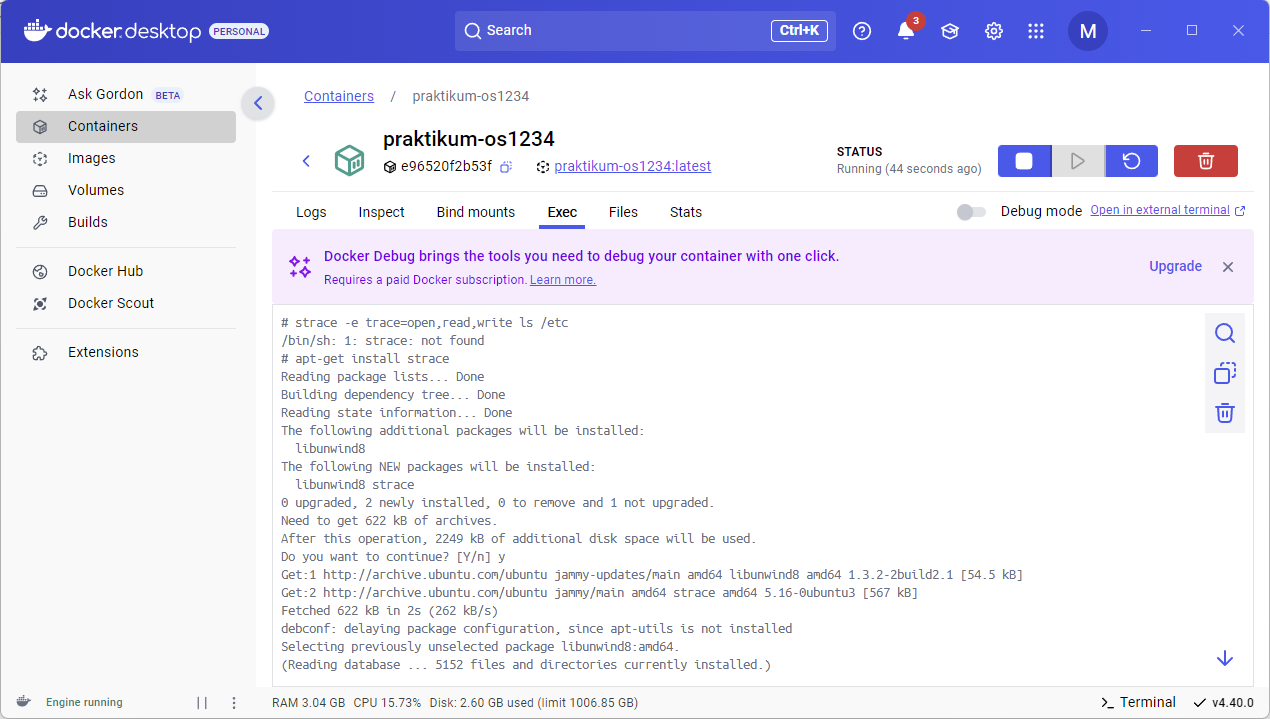 docker.desktop PERSONAL
Search
Ctrl+K
3
M
Ask Gordon BETA
Containers
Images
Volumes
Builds
Docker Hub
Docker Scout
Extensions
Containers / praktikum-os1234
praktikum-os1234
e96520f2b53f praktikum-os1234:latest
STATUS
Running (44 seconds ago)
Logs Inspect Bind mounts Exec Files Stats
Debug mode Open in external terminal
Docker Debug brings the tools you need to debug your container with one click.
Requires a paid Docker subscription. Learn more.
Upgrade
# strace -e trace=open,read,write ls /etc
/bin/sh: 1: strace: not found
# apt-get install strace
Reading package lists... Done
Building dependency tree... Done
Reading state information... Done
The following additional packages will be installed:
  libunwind8
The following NEW packages will be installed:
  libunwind8 strace
0 upgraded, 2 newly installed, 0 to remove and 1 not upgraded.
Need to get 622 kB of archives.
After this operation, 2249 kB of additional disk space will be used.
Do you want to continue? [Y/n] y
Get:1 http://archive.ubuntu.com/ubuntu jammy-updates/main amd64 libunwind8 amd64 1.3.2-2build2.1 [54.5 kB]
Get:2 http://archive.ubuntu.com/ubuntu jammy/main amd64 strace amd64 5.16-0ubuntu3 [567 kB]
Fetched 622 kB in 2s (262 kB/s)
debconf: delaying package configuration, since apt-utils is not installed
Selecting previously unselected package libunwind8:amd64.
(Reading database ... 5152 files and directories currently installed.)
Engine running
RAM 3.04 GB CPU 15.73% Disk: 2.60 GB used (limit 1006.85 GB)
Terminal
v4.40.0